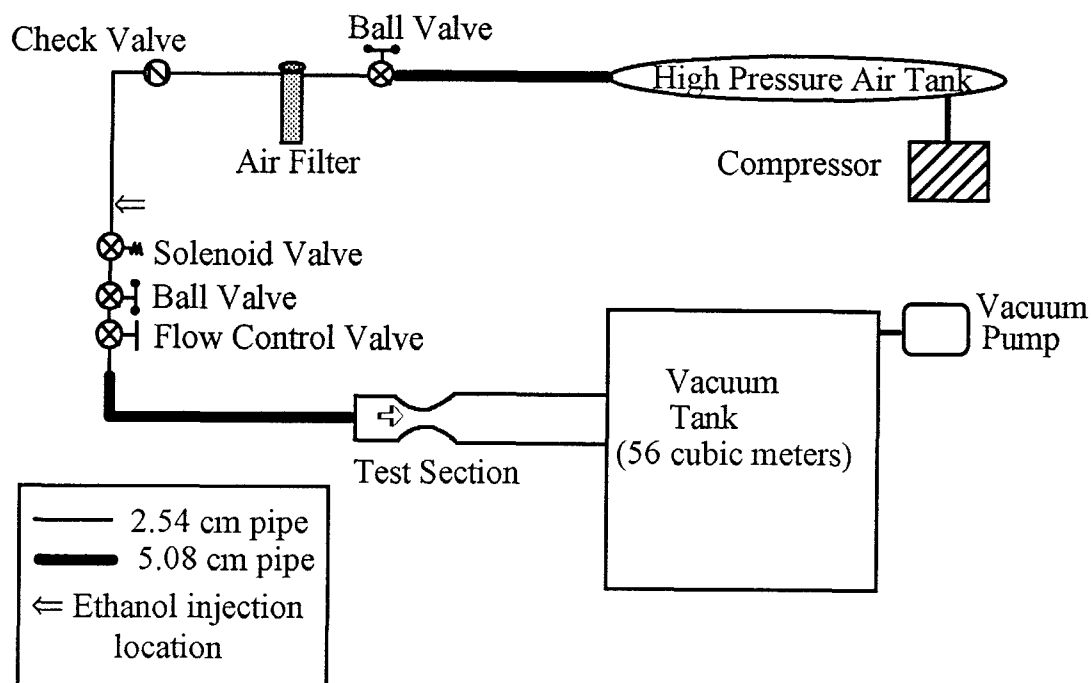 Ball Valve
Check Valve
High Pressure Air Tank
Air Filter
Compressor
⇐
Solenoid Valve
Ball Valve
Flow Control Valve
Vacuum
Pump
Vacuum
Tank
(56 cubic meters)
Test Section
2.54 cm pipe
5.08 cm pipe
⇐ Ethanol injection
location